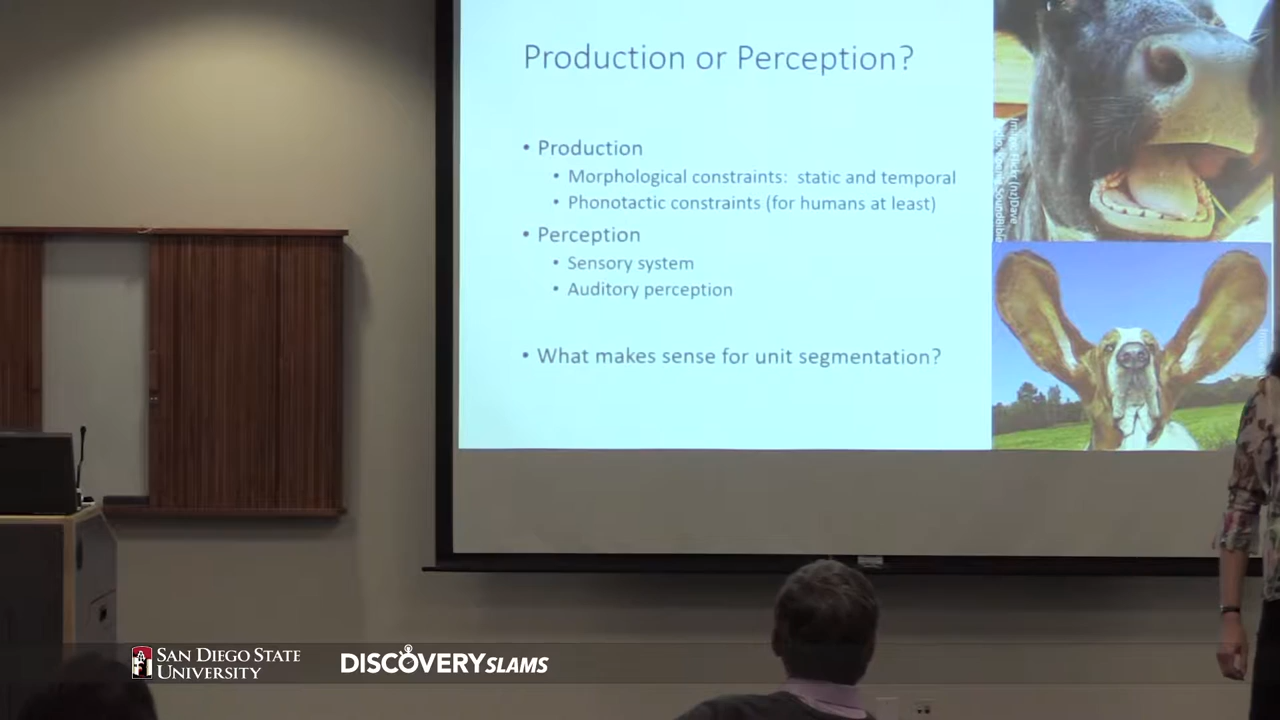 Production or Perception?
• Production
• Morphological constraints: static and temporal
• Phonotactic constraints (for humans at least)
• Perception
• Sensory system
• Auditory perception
• What makes sense for unit segmentation?
SAN DIEGO STATE
UNIVERSITY
DISCOVERY SLAMS